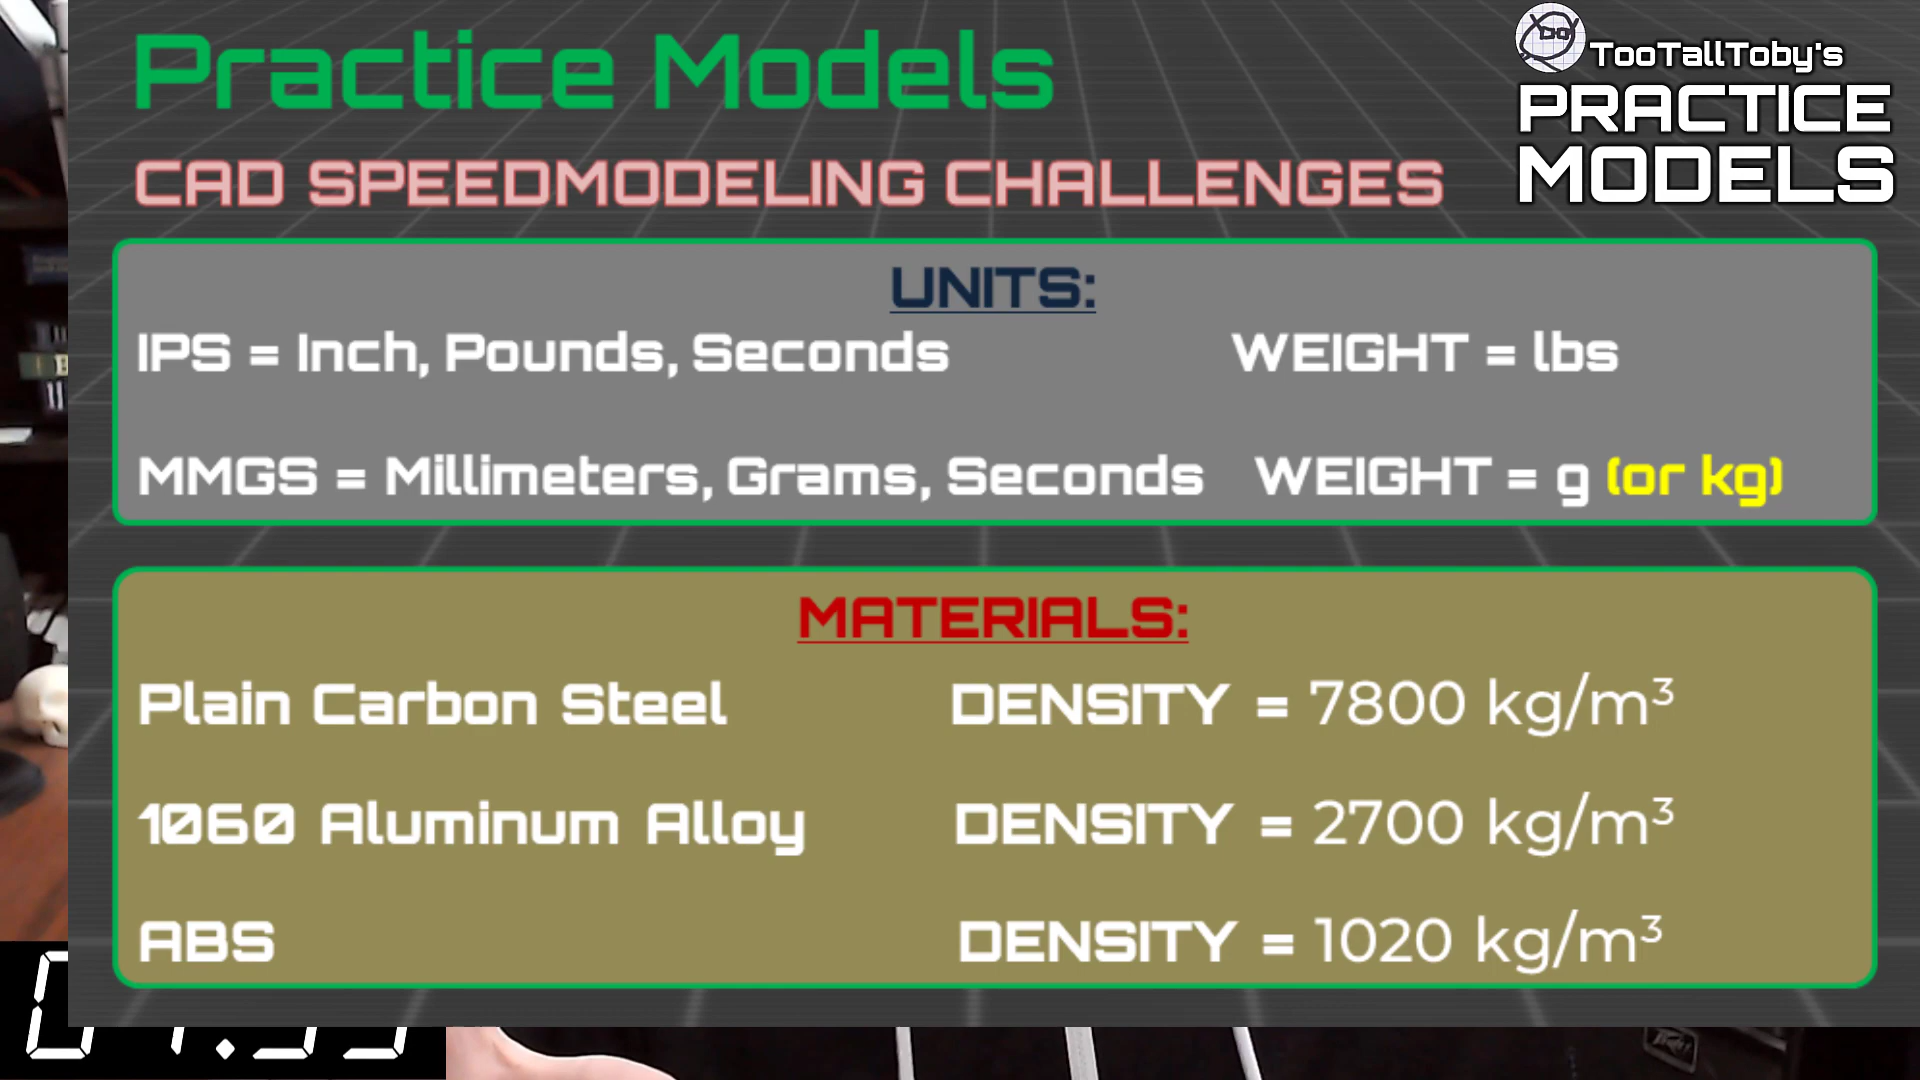 Practice Models
TooTallToby's
PRACTICE
MODELS
CAD SPEEDMODELING CHALLENGES
UNITS:
IPS = Inch, Pounds, Seconds WEIGHT = lbs
MMGS = Millimeters, Grams, Seconds WEIGHT = g (or kg)
MATERIALS:
Plain Carbon Steel DENSITY = 7800 kg/m³
1060 Aluminum Alloy DENSITY = 2700 kg/m³
ABS DENSITY = 1020 kg/m³